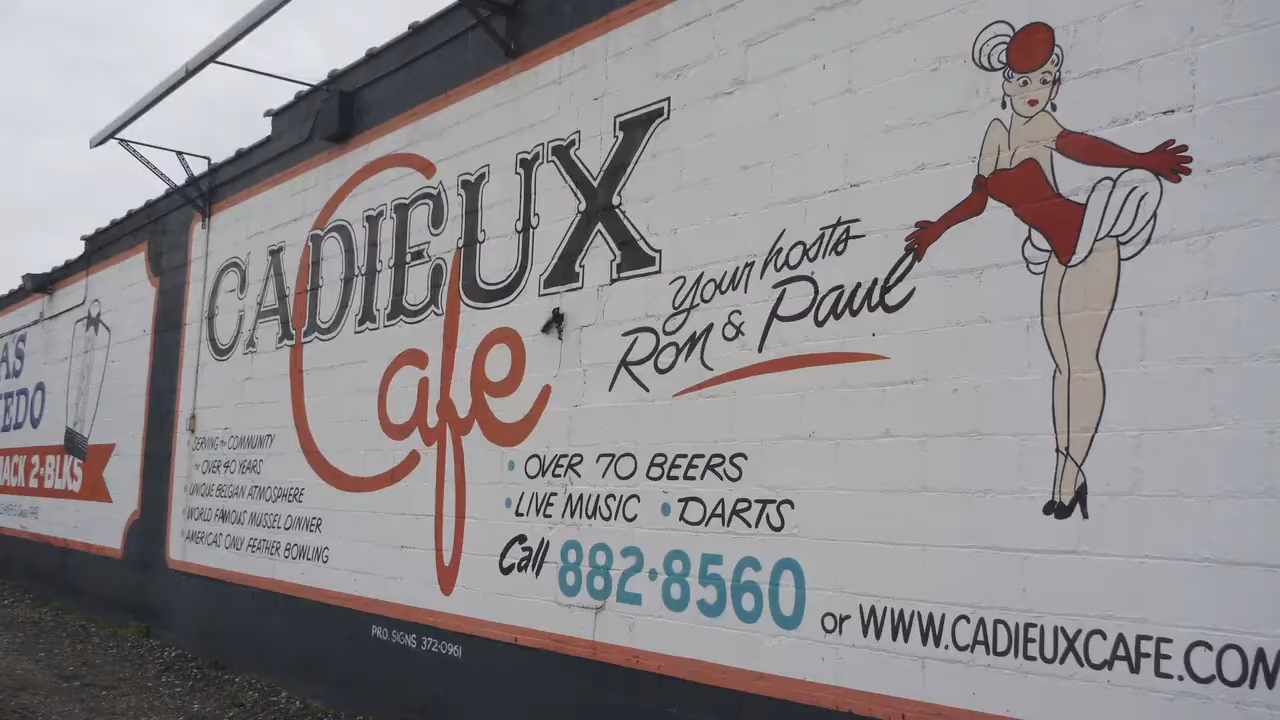 CADIEUX
Cafe
Your hosts
Ron & Paul
SERVING THE COMMUNITY
OVER 40 YEARS
UNIQUE BELGIAN ATMOSPHERE
WORLD FAMOUS MUSSEL DINNER
AMERICAS ONLY FEATHER BOWLING
• OVER 70 BEERS
• LIVE MUSIC • DARTS
Call 882•8560 or WWW.CADIEUXCAFE.COM
PRO. SIGNS 372-0961
A'S
EDO
MACK 2-BLKS